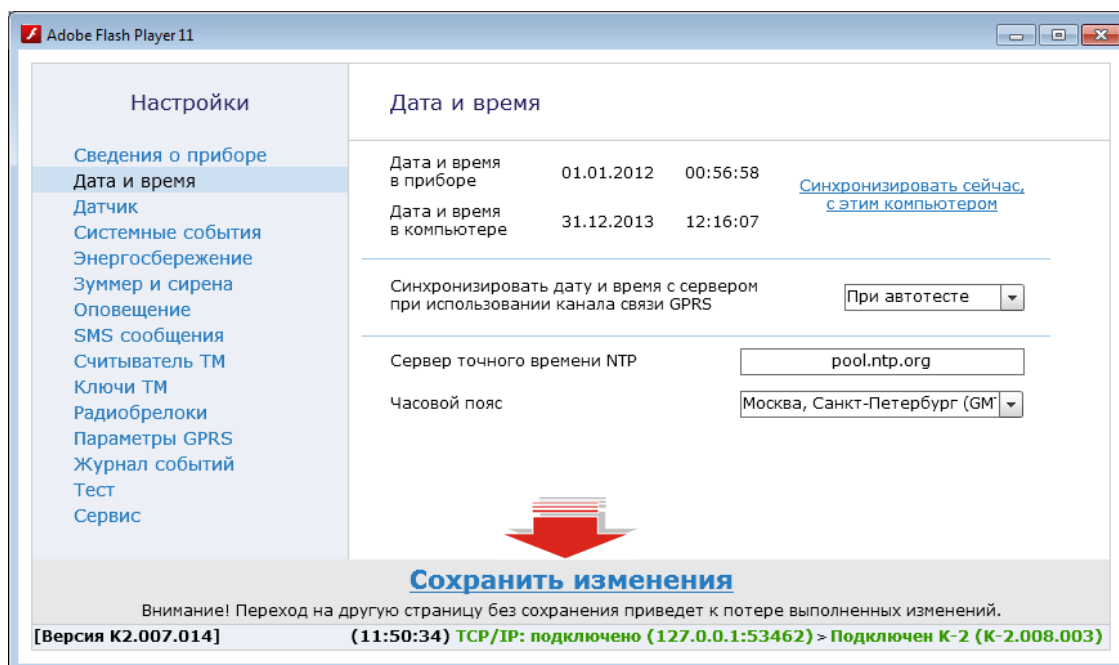 Adobe Flash Player 11
Настройки
Сведения о приборе
Дата и время
Датчик
Системные события
Энергосбережение
Зуммер и сирена
Оповещение
SMS сообщения
Считыватель ТМ
Ключи ТМ
Радиобрелоки
Параметры GPRS
Журнал событий
Тест
Сервис
Дата и время
Дата и время
в приборе
01.01.2012 00:56:58
Дата и время
в компьютере
31.12.2013 12:16:07
Синхронизировать сейчас,
с этим компьютером
Синхронизировать дату и время с сервером
при использовании канала связи GPRS
При автотесте
Сервер точного времени NTP
pool.ntp.org
Часовой пояс
Москва, Санкт-Петербург (GM
Сохранить изменения
Внимание! Переход на другую страницу без сохранения приведет к потере выполненных изменений.
[Версия К2.007.014] (11:50:34) TCP/IP: подключено (127.0.0.1:53462) > Подключен К-2 (К-2.008.003)